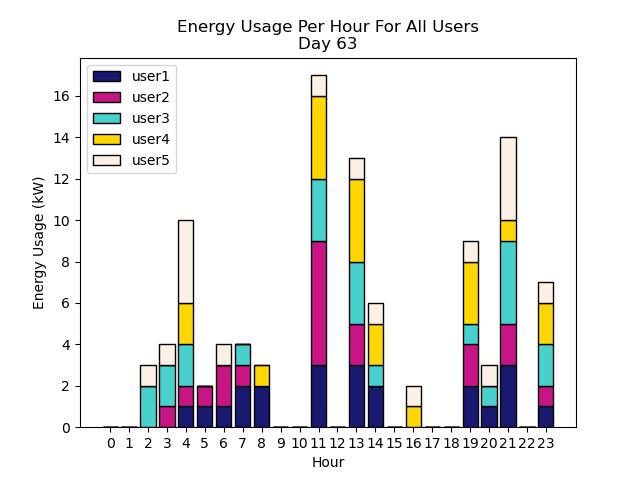 Energy Usage Per Hour For All Users
Day 63
user1
user2
user3
user4
user5
Energy Usage (kW)
16
14
12
10
8
6
4
2
0
0 1 2 3 4 5 6 7 8 9 10 11 12 13 14 15 16 17 18 19 20 21 22 23
Hour